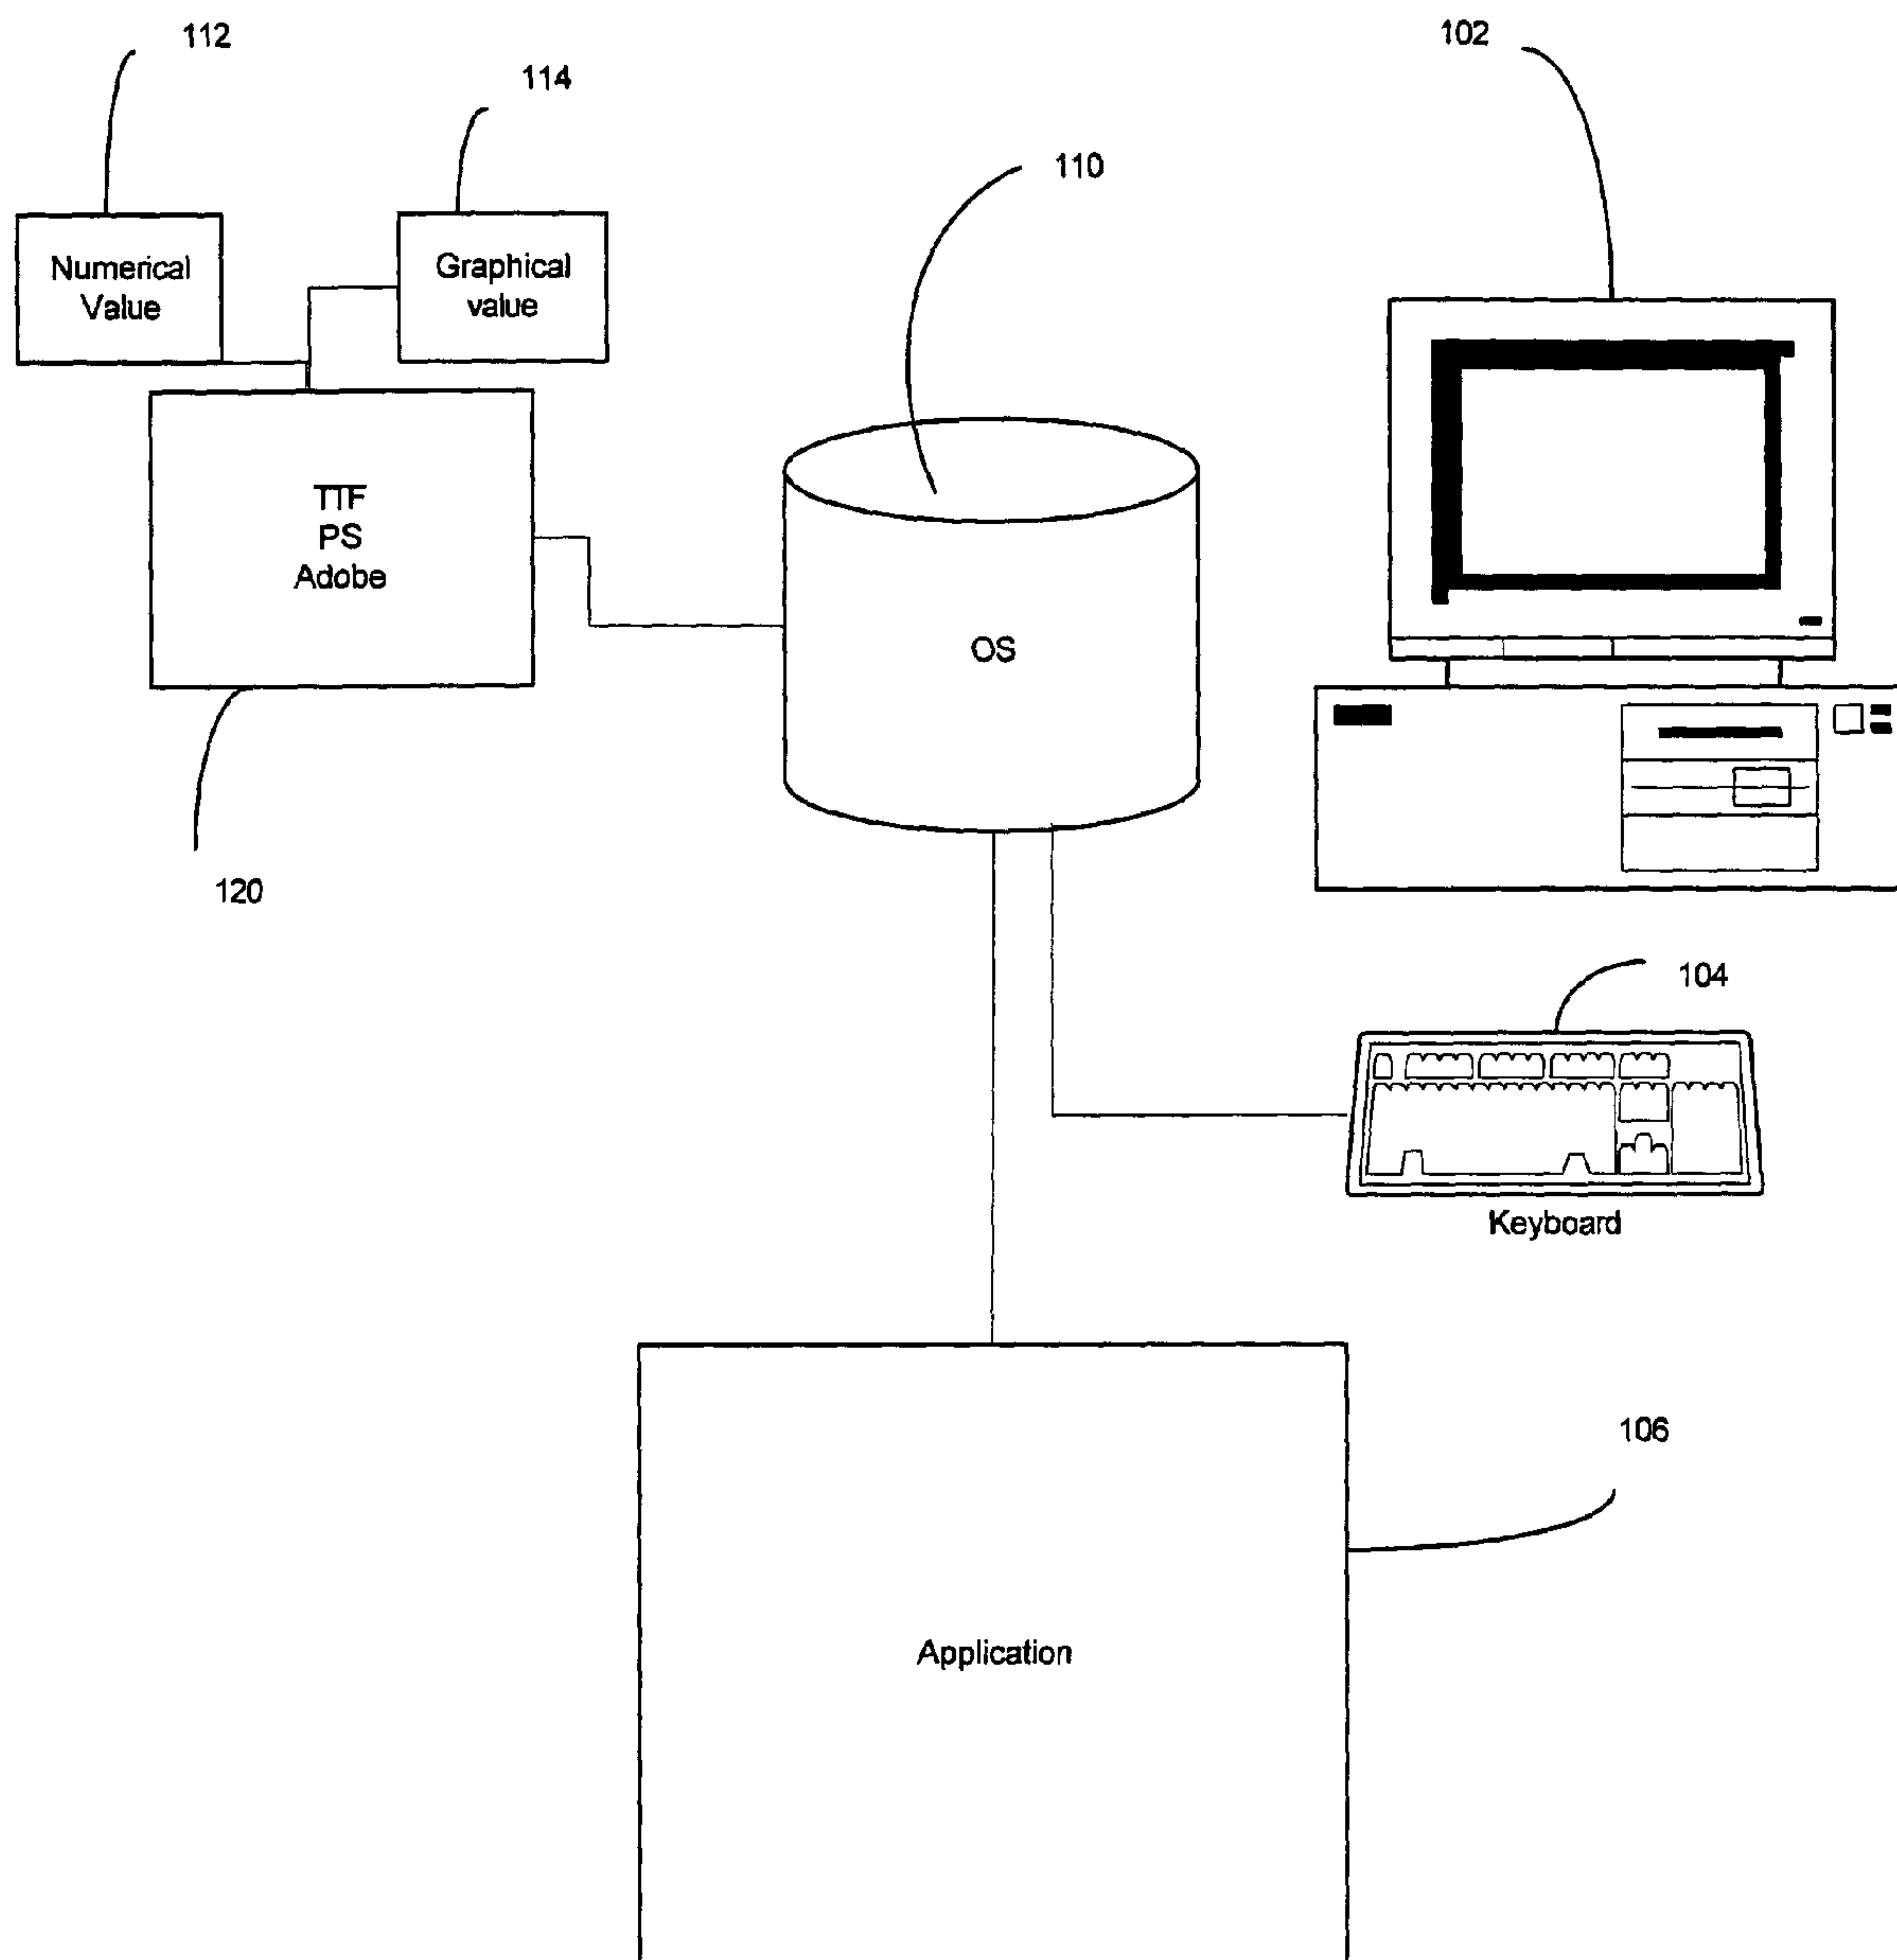 112
102
114
110
Numerical
Value
Graphical
value
TTF
PS
Adobe
OS
120
104
Keyboard
106
Application